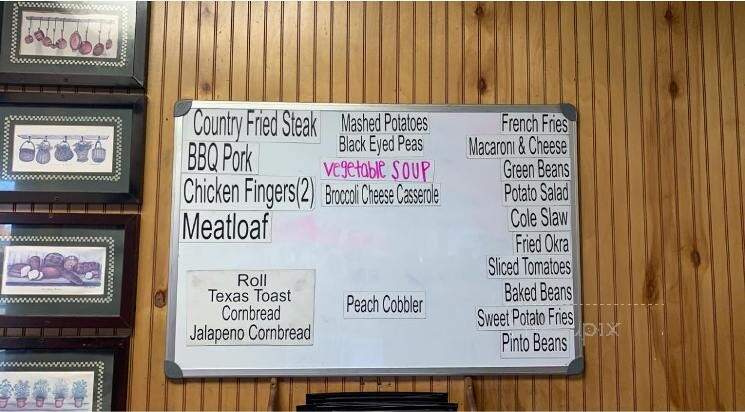 Country Fried Steak
BBQ Pork
Chicken Fingers(2)
Meatloaf
Roll
Texas Toast
Cornbread
Jalapeno Cornbread
Mashed Potatoes
Black Eyed Peas
vegetable SOUP
Broccoli Cheese Casserole
Peach Cobbler
French Fries
Macaroni & Cheese
Green Beans
Potato Salad
Cole Slaw
Fried Okra
Sliced Tomatoes
Baked Beans
Sweet Potato Fries
Pinto Beans